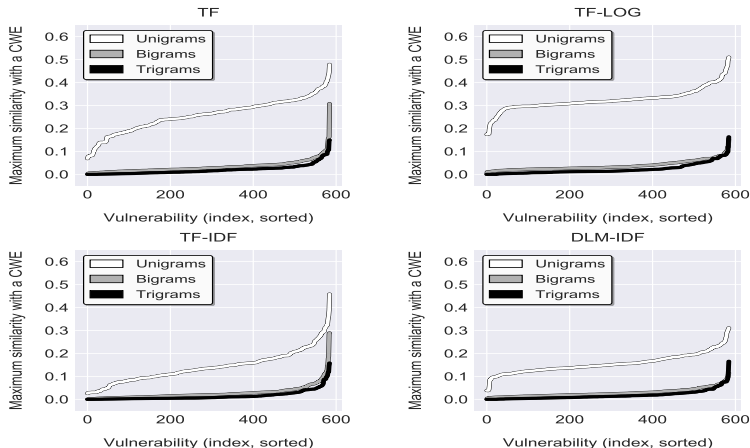 TF
Maximum similarity with a CWE
0.6
0.5
0.4
0.3
0.2
0.1
0.0
Unigrams
Bigrams
Trigrams
0 200 400 600
Vulnerability (index, sorted)
TF-LOG
Maximum similarity with a CWE
0.6
0.5
0.4
0.3
0.2
0.1
0.0
Unigrams
Bigrams
Trigrams
0 200 400 600
Vulnerability (index, sorted)
TF-IDF
Maximum similarity with a CWE
0.6
0.5
0.4
0.3
0.2
0.1
0.0
Unigrams
Bigrams
Trigrams
0 200 400 600
Vulnerability (index, sorted)
DLM-IDF
Maximum similarity with a CWE
0.6
0.5
0.4
0.3
0.2
0.1
0.0
Unigrams
Bigrams
Trigrams
0 200 400 600
Vulnerability (index, sorted)